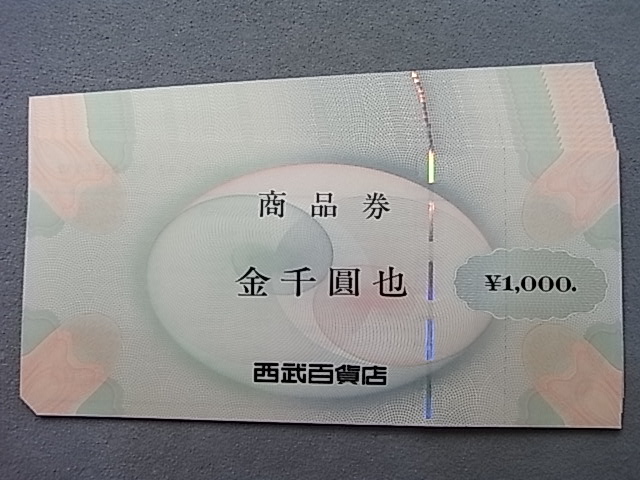 商品券
金千圓也
¥1,000.
西武百貨店